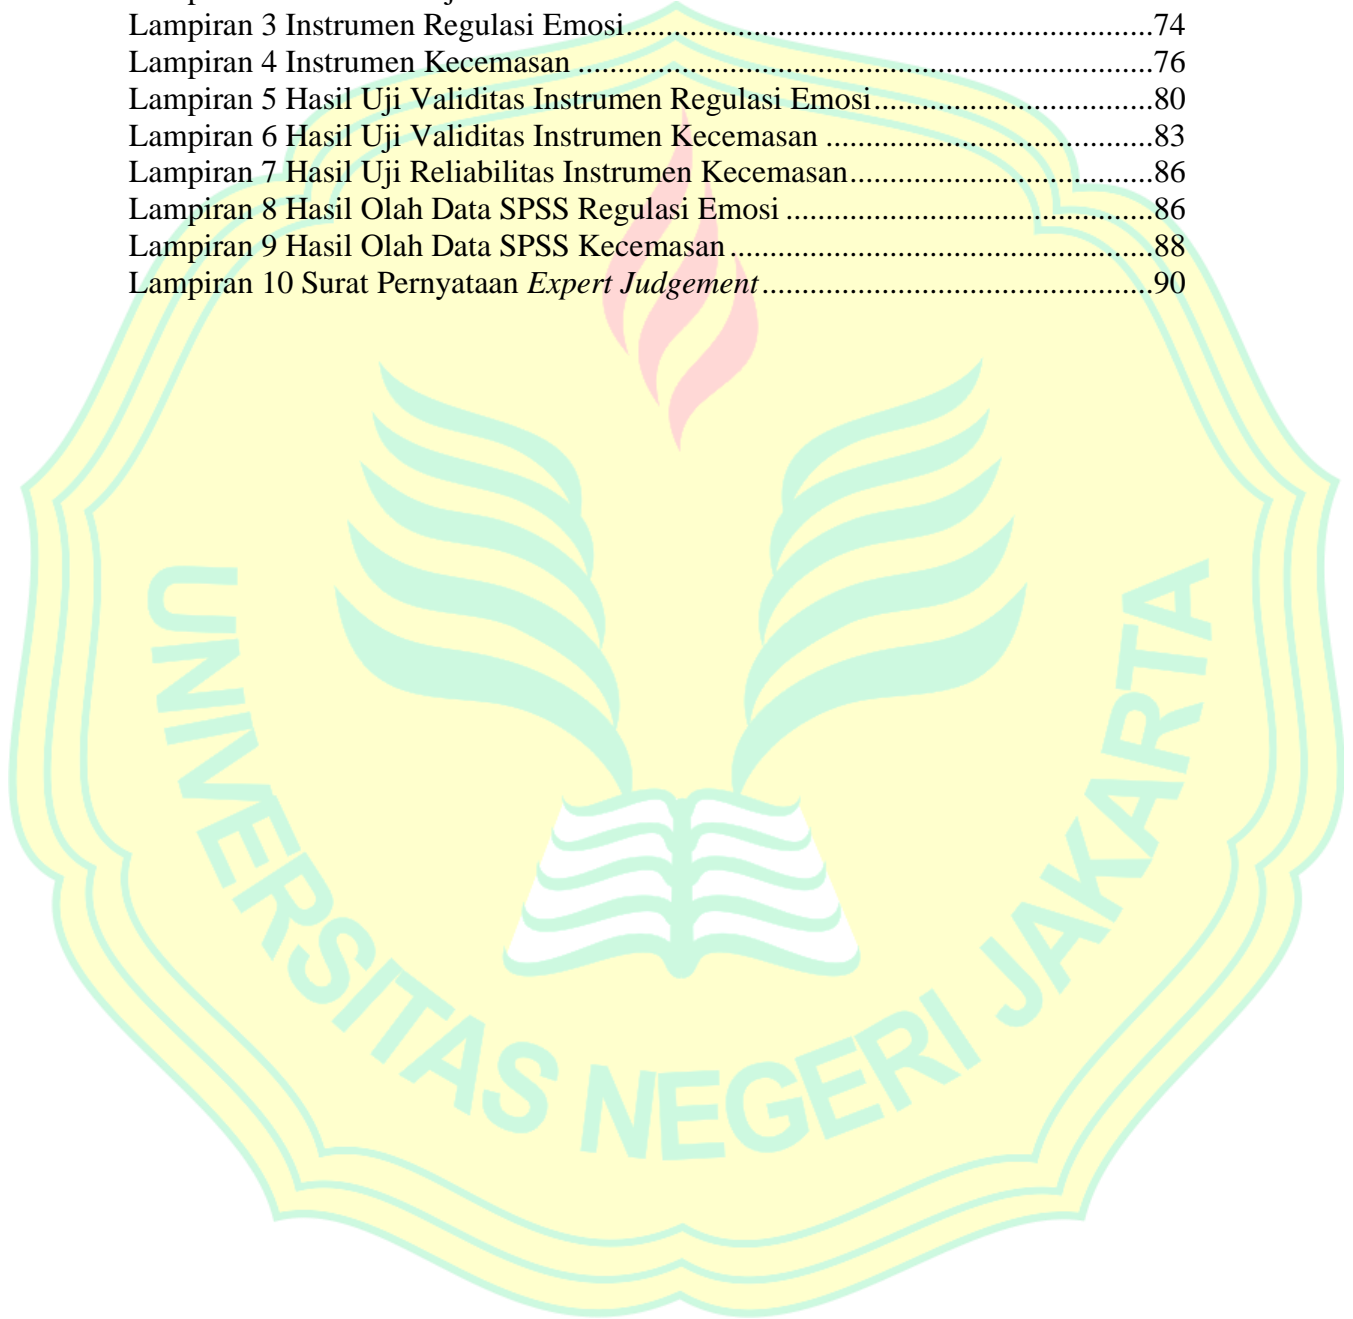 Lampiran 3 Instrumen Regulasi Emosi..................................................................74
Lampiran 4 Instrumen Kecemasan ........................................................................76
Lampiran 5 Hasil Uji Validitas Instrumen Regulasi Emosi...................................80
Lampiran 6 Hasil Uji Validitas Instrumen Kecemasan .........................................83
Lampiran 7 Hasil Uji Reliabilitas Instrumen Kecemasan......................................86
Lampiran 8 Hasil Olah Data SPSS Regulasi Emosi ..............................................86
Lampiran 9 Hasil Olah Data SPSS Kecemasan .....................................................88
Lampiran 10 Surat Pernyataan Expert Judgement.................................................90
UNIVERSITAS NEGERI JAKARTA